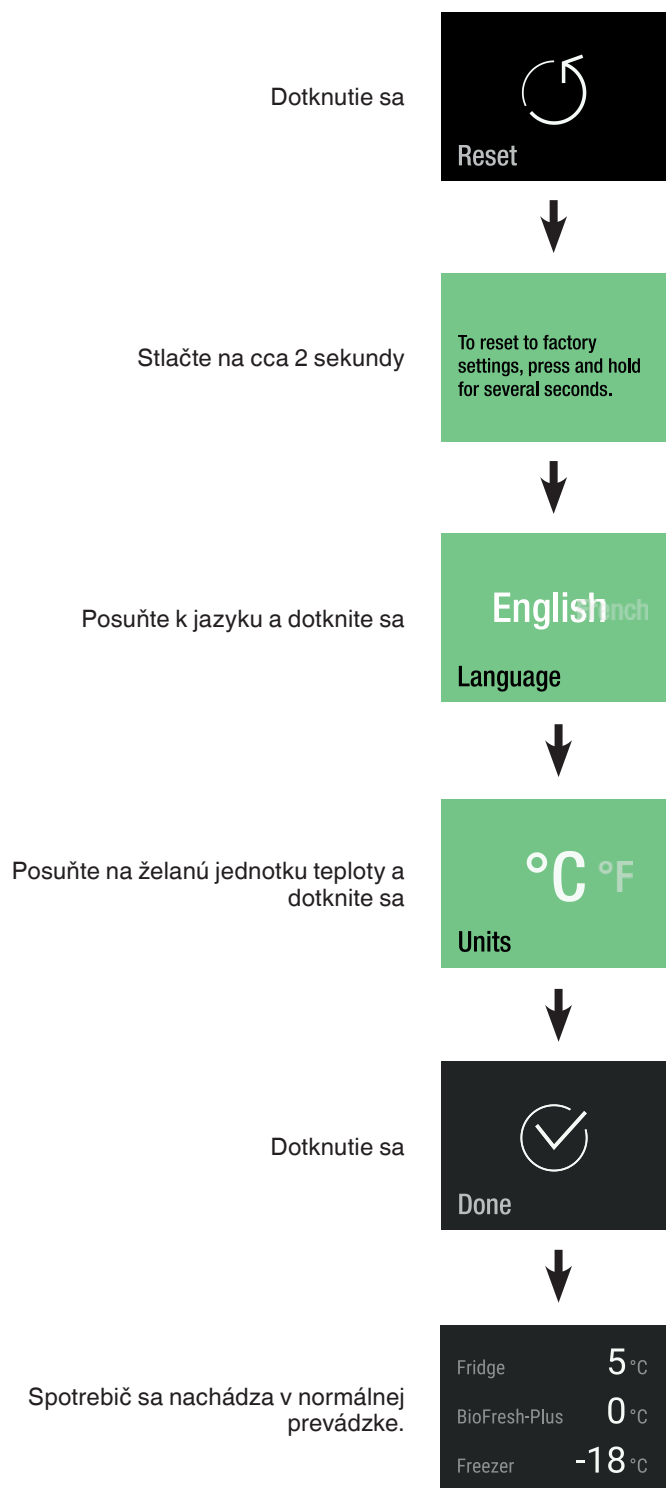 Dotknutie sa
Reset
Stlačte na cca 2 sekundy
To reset to factory
settings, press and hold
for several seconds.
Posuňte k jazyku a dotknite sa
English French
Language
Posuňte na želanú jednotku teploty a
dotknite sa
°C °F
Units
Dotknutie sa
Done
Spotrebič sa nachádza v normálnej
prevádzke.
Fridge 5 °C
BioFresh-Plus 0 °C
Freezer -18 °C